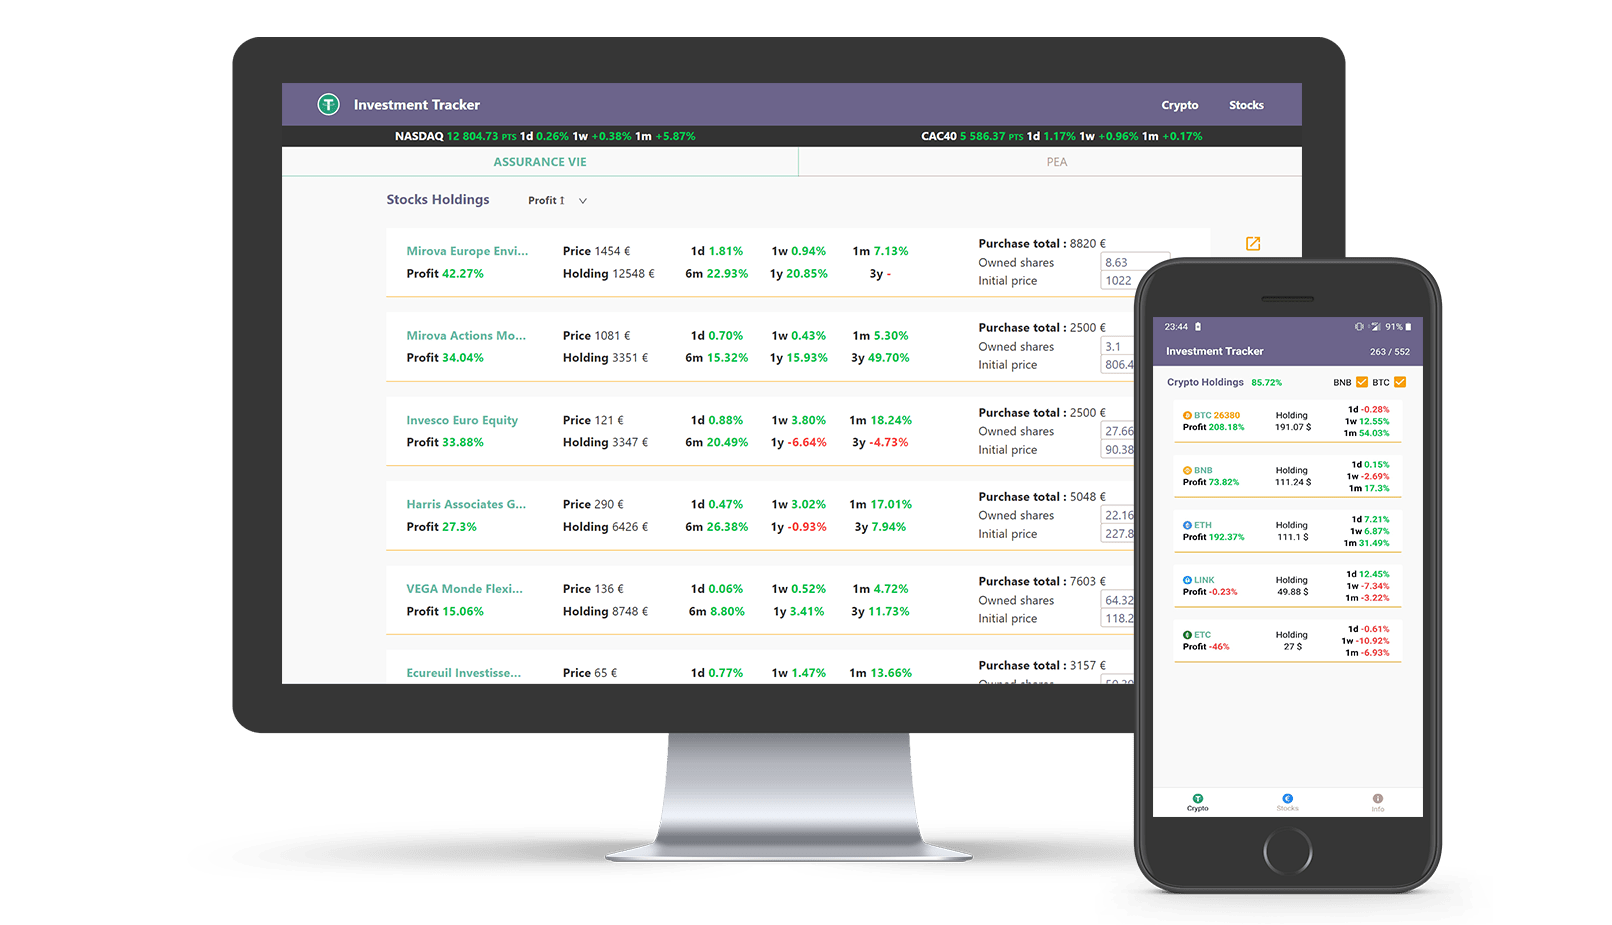 Investment Tracker Crypto Stocks
NASDAQ 12 804.73 PTS 1d 0.26% 1w +0.38% 1m +5.87% CAC40 5 586.37 PTS 1d 1.17% 1w +0.96% 1m +0.17%
ASSURANCE VIE PEA
Stocks Holdings Profit
Mirova Europe Envi... Price 1454 € 1d 1.81% 1w 0.94% 1m 7.13% Purchase total : 8820 €
Owned shares 8.63
Profit 42.27% Holding 12548 € 6m 22.93% 1y 20.85% 3y -
Initial price 1022
Mirova Actions Mo... Price 1081 € 1d 0.70% 1w 0.43% 1m 5.30% Purchase total : 2500 €
Owned shares 3.1
Profit 34.04% Holding 3351 € 6m 15.32% 1y 15.93% 3y 49.70%
Initial price 806.4
Invesco Euro Equity Price 121 € 1d 0.88% 1w 3.80% 1m 18.24% Purchase total : 2500 €
Owned shares 27.66
Profit 33.88% Holding 3347 € 6m 20.49% 1y -6.64% 3y -4.73%
Initial price 90.38
Harris Associates G... Price 290 € 1d 0.47% 1w 3.02% 1m 17.01% Purchase total : 5048 €
Owned shares 22.16
Profit 27.3% Holding 6426 € 6m 26.38% 1y -0.93% 3y 7.94%
Initial price 227.8
VEGA Monde Flexi... Price 136 € 1d 0.06% 1w 0.52% 1m 4.72% Purchase total : 7603 €
Owned shares 64.32
Profit 15.06% Holding 8748 € 6m 8.80% 1y 3.41% 3y 11.73%
Initial price 118.2
Ecureuil Investisse... Price 65 € 1d 0.77% 1w 1.47% 1m 13.66% Purchase total : 3157 €
Owned shares
23:44 91%
Investment Tracker 263 / 552
Crypto Holdings 85.72% BNB BTC
BTC 26380 Holding 1d -0.28%
Profit 208.18% 191.07 $ 1w 12.55%
1m 54.03%
BNB Holding 1d 0.15%
Profit 73.82% 111.24 $ 1w -2.69%
1m 17.3%
ETH Holding 1d 7.21%
Profit 192.37% 111.1 $ 1w 6.87%
1m 31.49%
LINK Holding 1d 12.45%
Profit -0.23% 49.88 $ 1w -7.34%
1m -3.22%
ETC Holding 1d -0.61%
Profit -46% 27 $ 1w -10.92%
1m -6.93%
Crypto Stocks Info